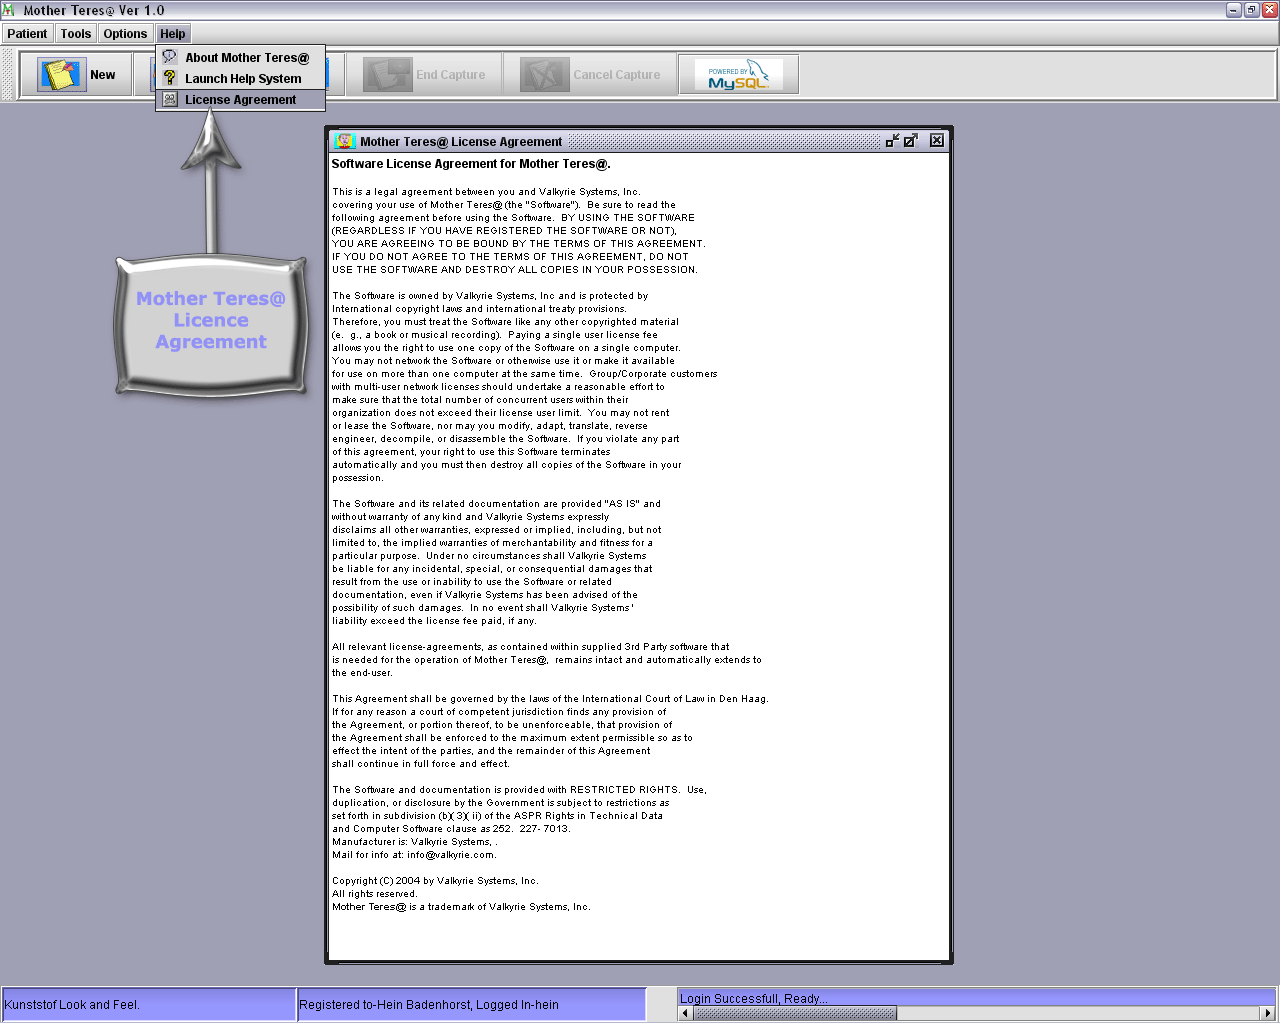 Mother Teres@ Ver 1.0
Patient Tools Options Help
About Mother Teres@
Launch Help System
License Agreement
New
End Capture
Cancel Capture
POWERED BY
MySQL
Mother Teres@
Licence
Agreement
Mother Teres@ License Agreement
Software License Agreement for Mother Teres@.
This is a legal agreement between you and Valkyrie Systems, Inc.
covering your use of Mother Teres@ (the "Software").  Be sure to read the
following agreement before using the Software.  BY USING THE SOFTWARE
(REGARDLESS IF YOU HAVE REGISTERED THE SOFTWARE OR NOT),
YOU ARE AGREEING TO BE BOUND BY THE TERMS OF THIS AGREEMENT.
IF YOU DO NOT AGREE TO THE TERMS OF THIS AGREEMENT, DO NOT
USE THE SOFTWARE AND DESTROY ALL COPIES IN YOUR POSSESSION.
The Software is owned by Valkyrie Systems, Inc and is protected by
International copyright laws and international treaty provisions.
Therefore, you must treat the Software like any other copyrighted material
(e.  g., a book or musical recording).  Paying a single user license fee
allows you the right to use one copy of the Software on a single computer.
You may not network the Software or otherwise use it or make it available
for use on more than one computer at the same time.  Group/Corporate customers
with multi-user network licenses should undertake a reasonable effort to
make sure that the total number of concurrent users within their
organization does not exceed their license user limit.  You may not rent
or lease the Software, nor may you modify, adapt, translate, reverse
engineer, decompile, or disassemble the Software.  If you violate any part
of this agreement, your right to use this Software terminates
automatically and you must then destroy all copies of the Software in your
possession.
The Software and its related documentation are provided "AS IS" and
without warranty of any kind and Valkyrie Systems expressly
disclaims all other warranties, expressed or implied, including, but not
limited to, the implied warranties of merchantability and fitness for a
particular purpose.  Under no circumstances shall Valkyrie Systems
be liable for any incidental, special, or consequential damages that
result from the use or inability to use the Software or related
documentation, even if Valkyrie Systems has been advised of the
possibility of such damages.  In no event shall Valkyrie Systems '
liability exceed the license fee paid, if any.
All relevant license-agreements, as contained within supplied 3rd Party software that
is needed for the operation of Mother Teres@,  remains intact and automatically extends to
the end-user.
This Agreement shall be governed by the laws of the International Court of Law in Den Haag.
If for any reason a court of competent jurisdiction finds any provision of
the Agreement, or portion thereof, to be unenforceable, that provision of
the Agreement shall be enforced to the maximum extent permissible so as to
effect the intent of the parties, and the remainder of this Agreement
shall continue in full force and effect.
The Software and documentation is provided with RESTRICTED RIGHTS.  Use,
duplication, or disclosure by the Government is subject to restrictions as
set forth in subdivision (b)( 3)( ii) of the ASPR Rights in Technical Data
and Computer Software clause as 252.  227- 7013.
Manufacturer is: Valkyrie Systems, .
Mail for info at: info@valkyrie.com.
Copyright (C) 2004 by Valkyrie Systems, Inc.
All rights reserved.
Mother Teres@ is a trademark of Valkyrie Systems, Inc.
Kunststof Look and Feel.
Registered to-Hein Badenhorst, Logged In-hein
Login Successfull, Ready...